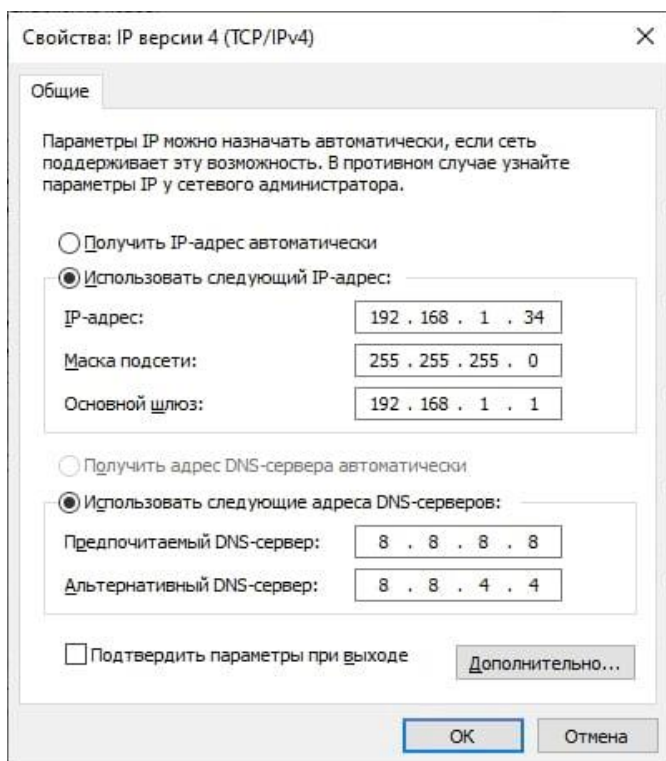 Свойства: IP версии 4 (TCP/IPv4)
Общие
Параметры IP можно назначать автоматически, если сеть
поддерживает эту возможность. В противном случае узнайте
параметры IP у сетевого администратора.
Получить IP-адрес автоматически
Использовать следующий IP-адрес:
IP-адрес: 192 . 168 . 1 . 34
Маска подсети: 255 . 255 . 255 . 0
Основной шлюз: 192 . 168 . 1 . 1
Получить адрес DNS-сервера автоматически
Использовать следующие адреса DNS-серверов:
Предпочитаемый DNS-сервер: 8 . 8 . 8 . 8
Альтернативный DNS-сервер: 8 . 8 . 4 . 4
Подтвердить параметры при выходе
Дополнительно...
ОК Отмена